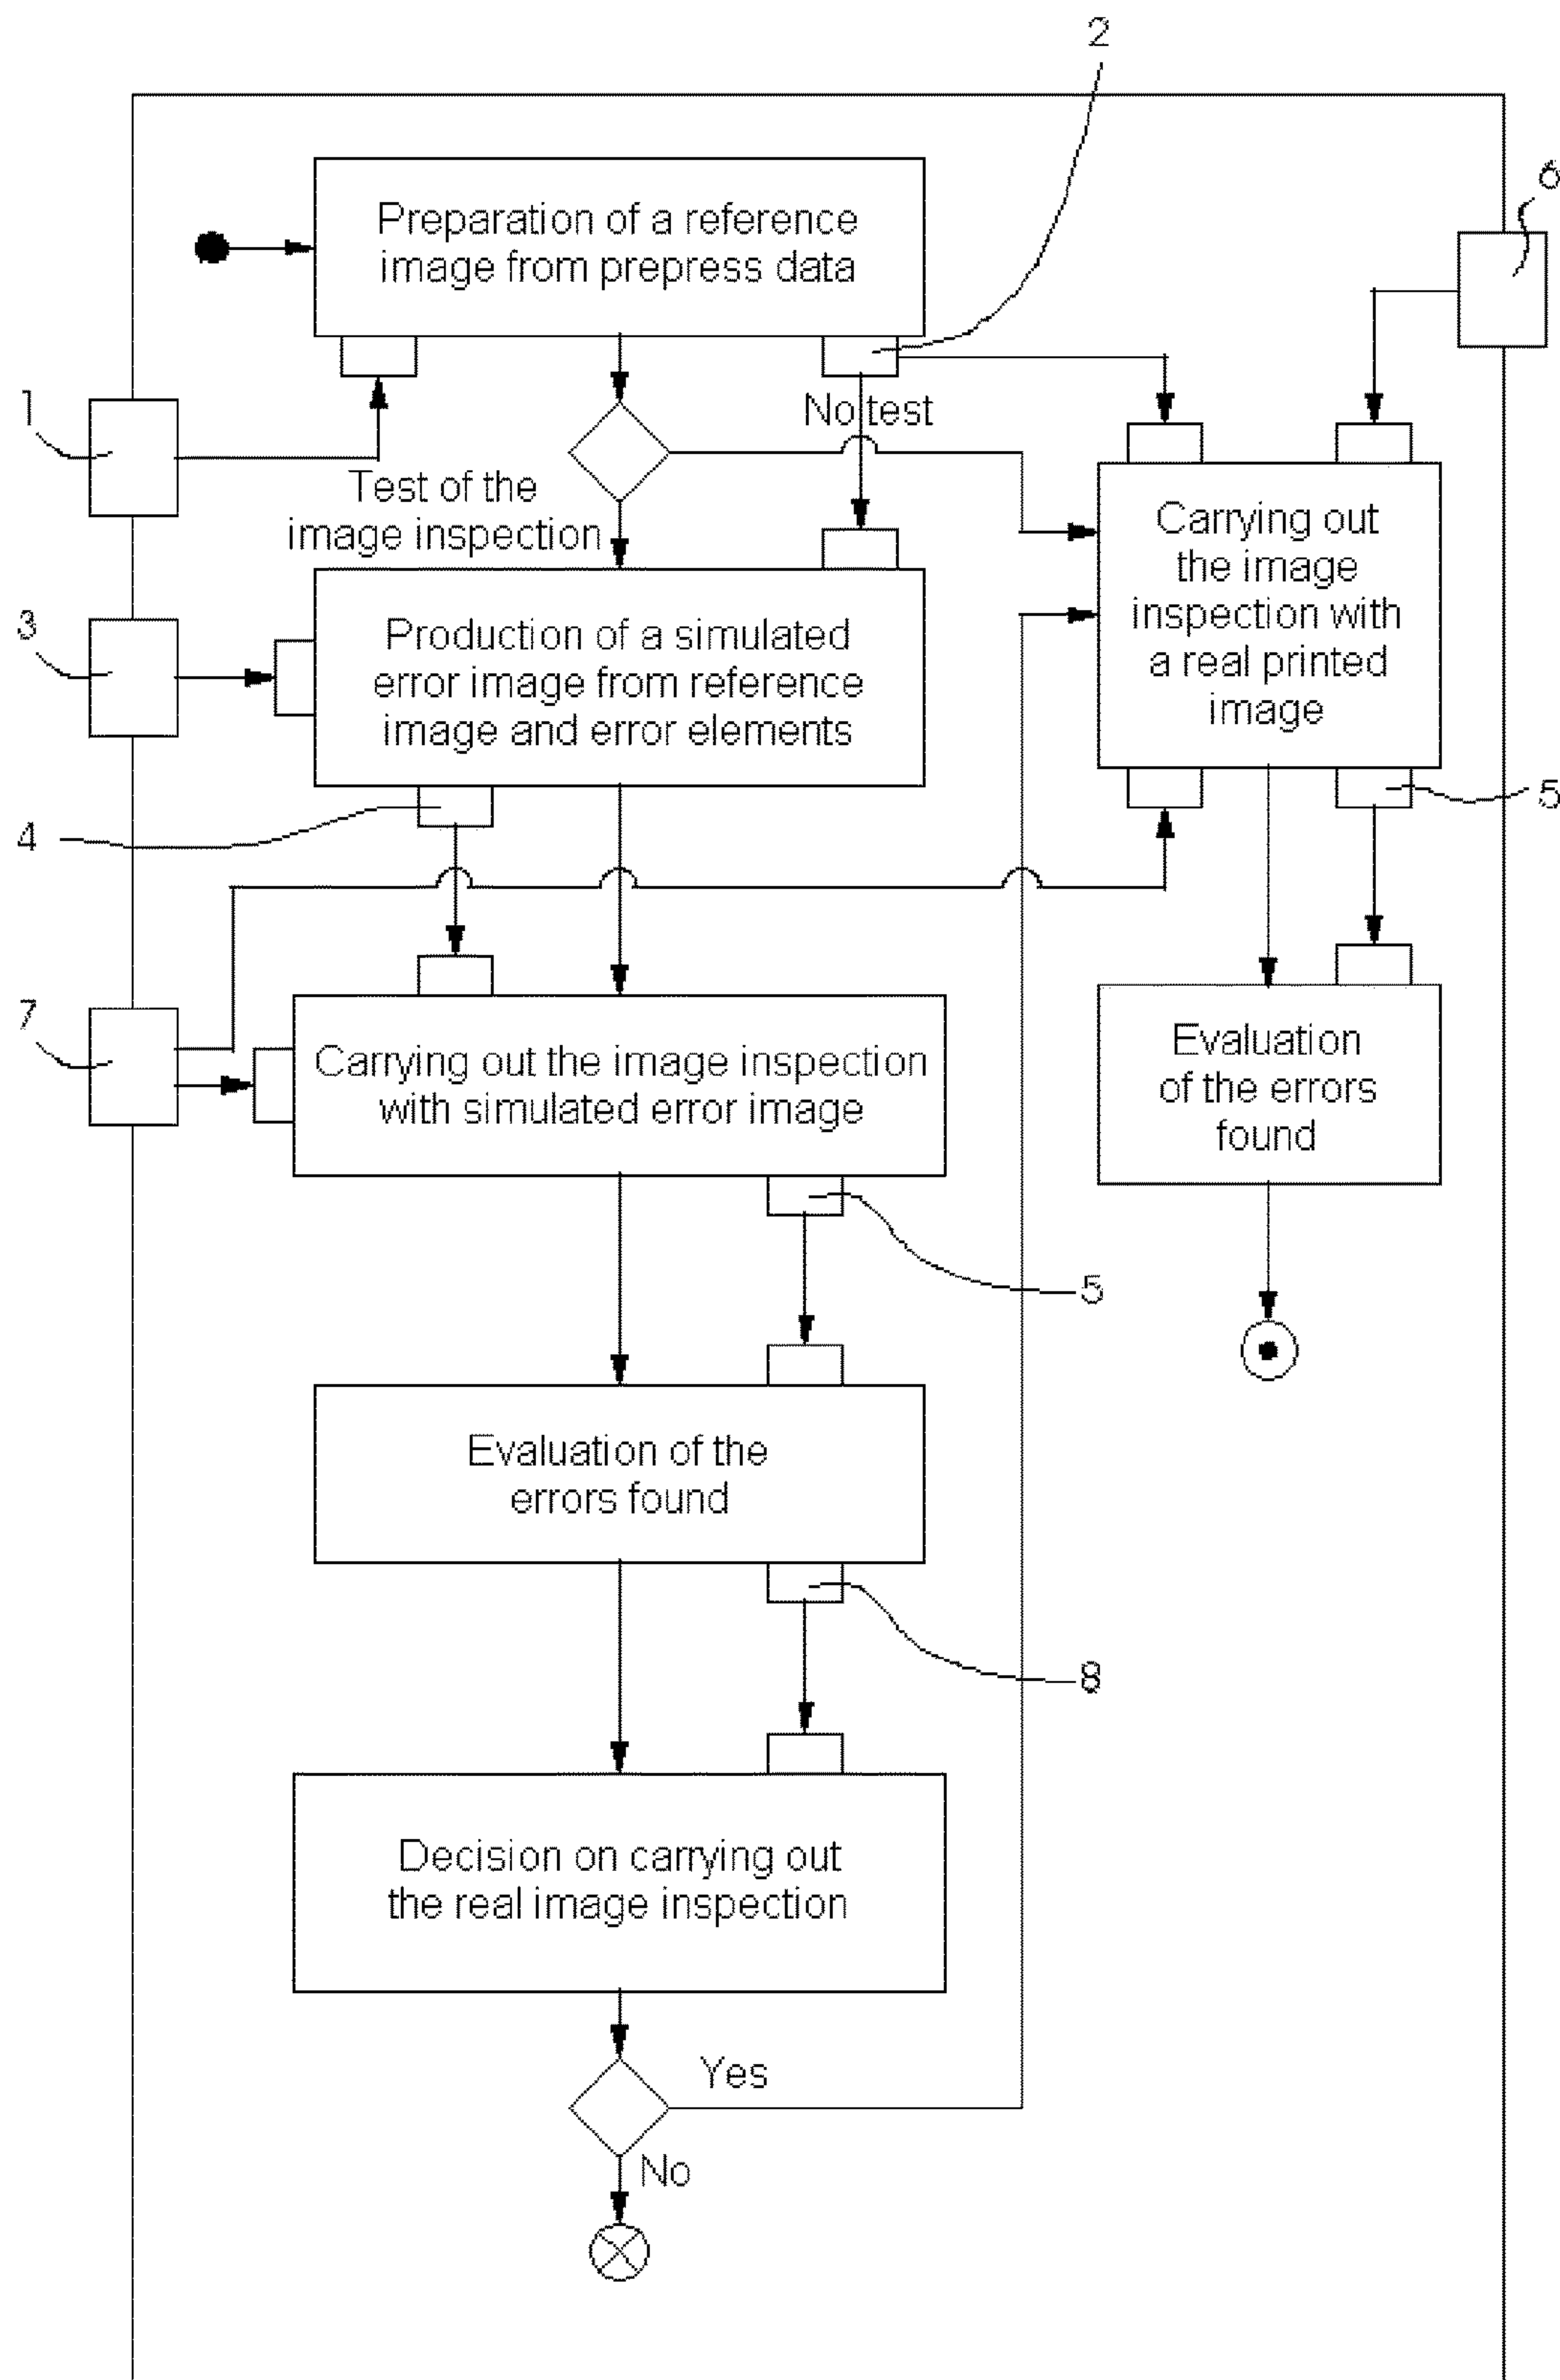 2
6
Preparation of a reference
image from prepress data
1
No test
Test of the
image inspection
Carrying out
the image
inspection with
a real printed
image
3
Production of a simulated
error image from reference
image and error elements
4
5
7
Carrying out the image inspection
with simulated error image
Evaluation
of the errors
found
5
Evaluation of the
errors found
8
Decision on carrying out
the real image inspection
Yes
No